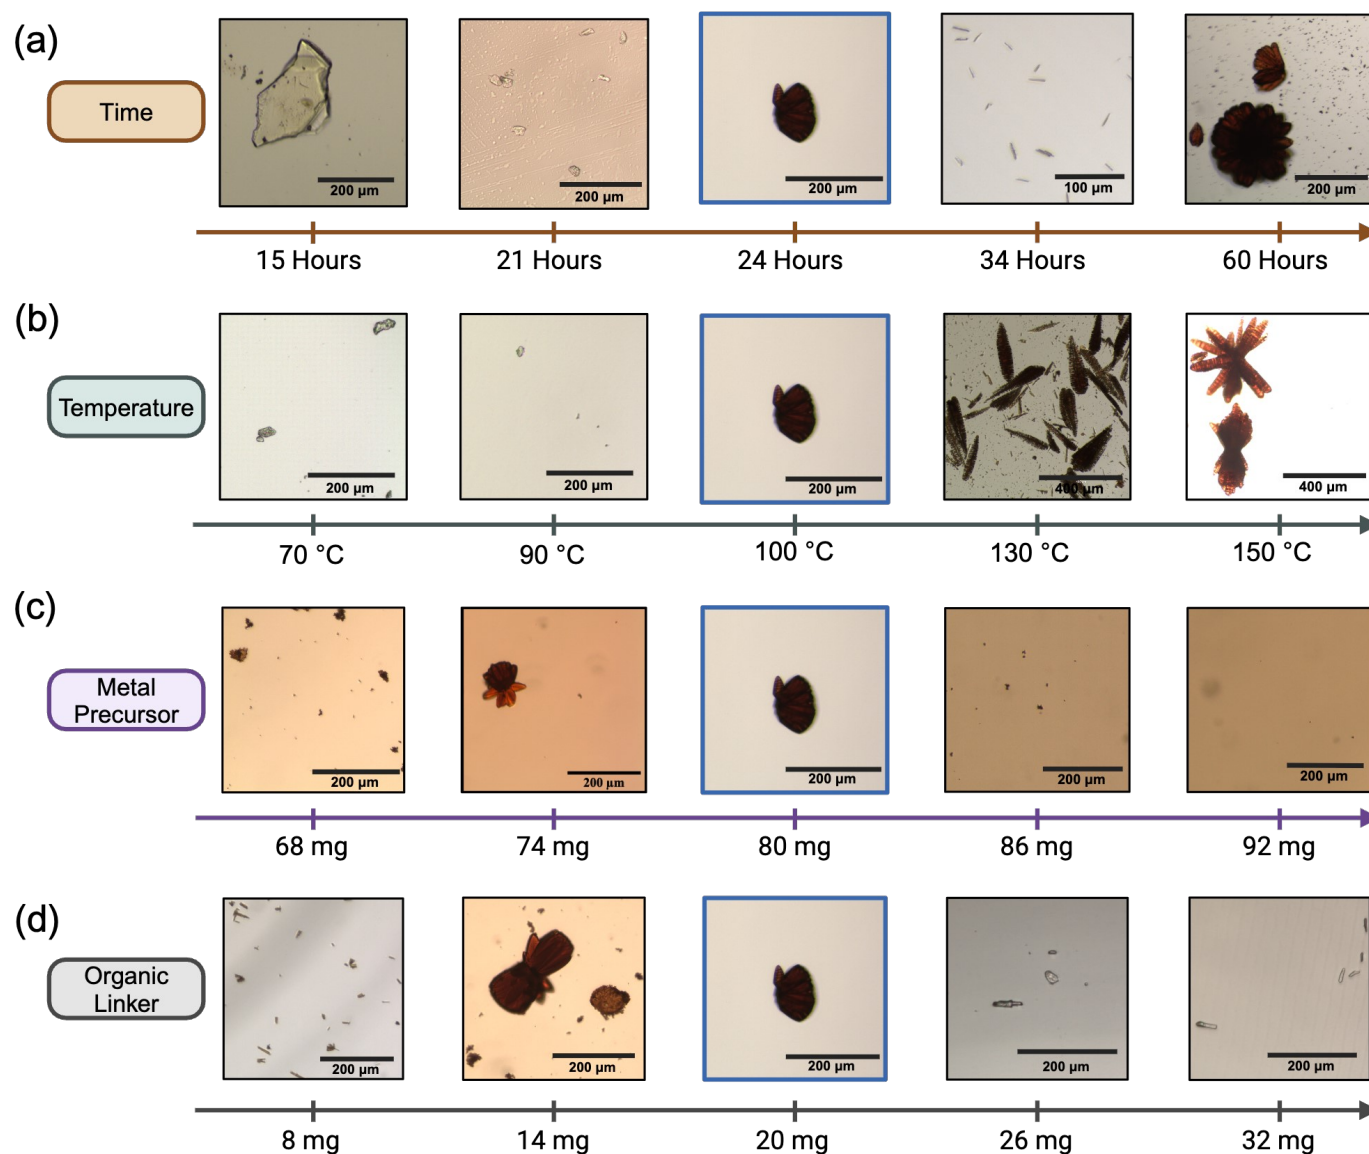 (a)
Time
200 µm
200 µm
200 µm
100 µm
200 µm
15 Hours
21 Hours
24 Hours
34 Hours
60 Hours
(b)
Temperature
200 µm
200 µm
200 µm
400 µm
400 µm
70 °C
90 °C
100 °C
130 °C
150 °C
(c)
Metal
Precursor
200 µm
200 µm
200 µm
200 µm
200 µm
68 mg
74 mg
80 mg
86 mg
92 mg
(d)
Organic
Linker
200 µm
200 µm
200 µm
200 µm
200 µm
8 mg
14 mg
20 mg
26 mg
32 mg